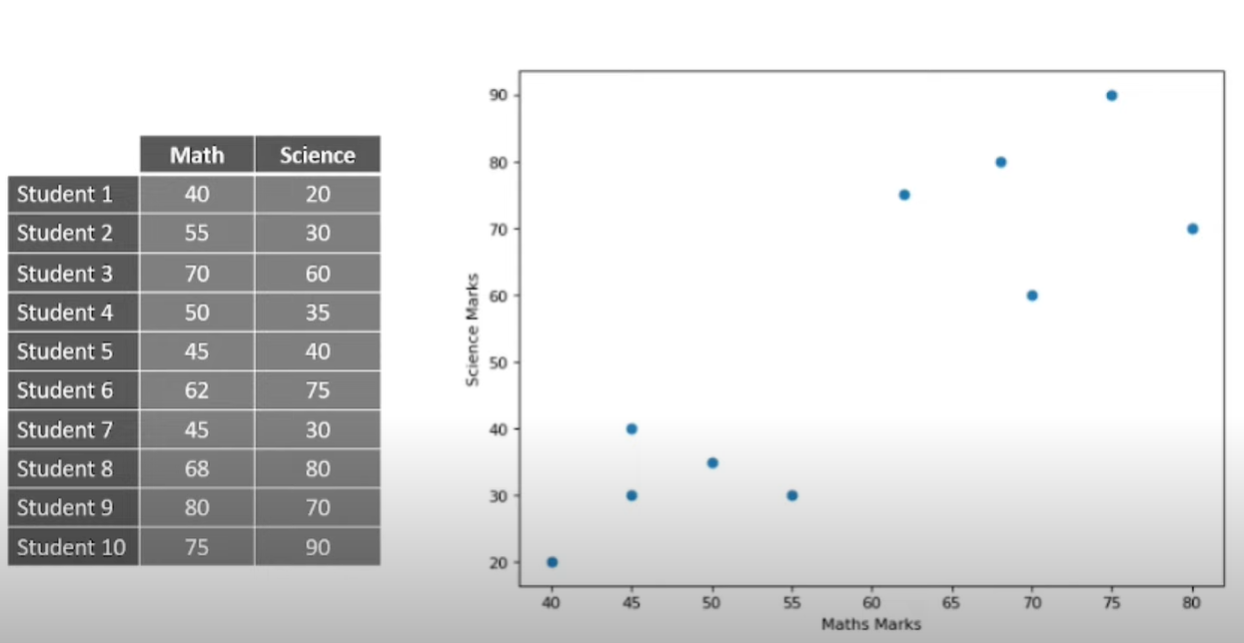 Math Science
Student 1 40 20
Student 2 55 30
Student 3 70 60
Student 4 50 35
Student 5 45 40
Student 6 62 75
Student 7 45 30
Student 8 68 80
Student 9 80 70
Student 10 75 90
Science Marks
90
80
70
60
50
40
30
20
40 45 50 55 60 65 70 75 80
Maths Marks